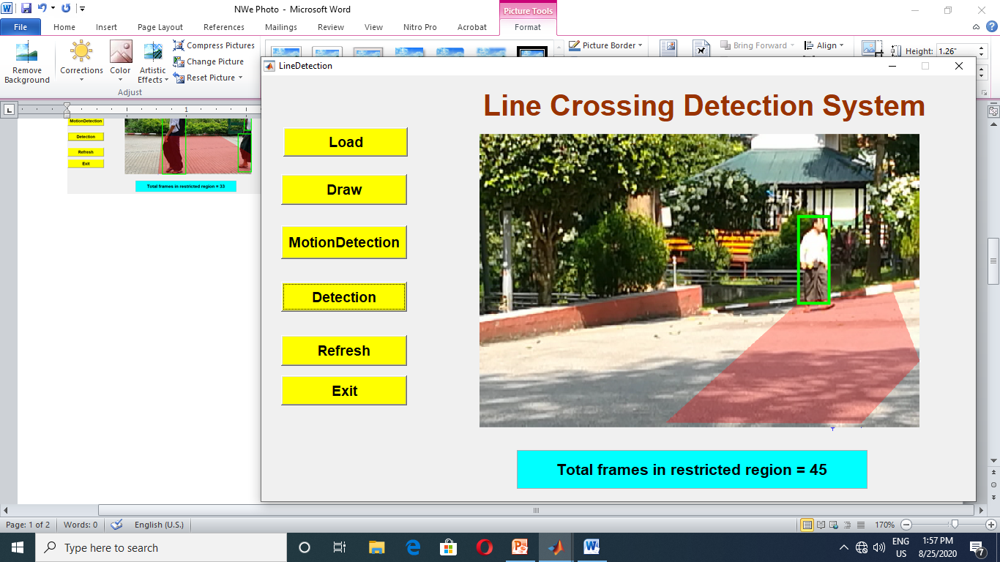 NWe Photo - Microsoft Word
Picture Tools
File Home Insert Page Layout References Mailings Review View Nitro Pro Acrobat Format
Remove Background
Corrections
Color
Artistic Effects
Compress Pictures
Change Picture
Reset Picture
Adjust
Picture Border
Bring Forward
Align
Height: 1.26"
LineDetection
Line Crossing Detection System
Load
Draw
MotionDetection
Detection
Refresh
Exit
Total frames in restricted region = 45
1
MotionDetection
Detection
Refresh
Exit
Total frames in restricted region = 33
Page: 1 of 2 Words: 0 English (U.S.) 170%
Type here to search
ENG US
1:57 PM
8/25/2020
7